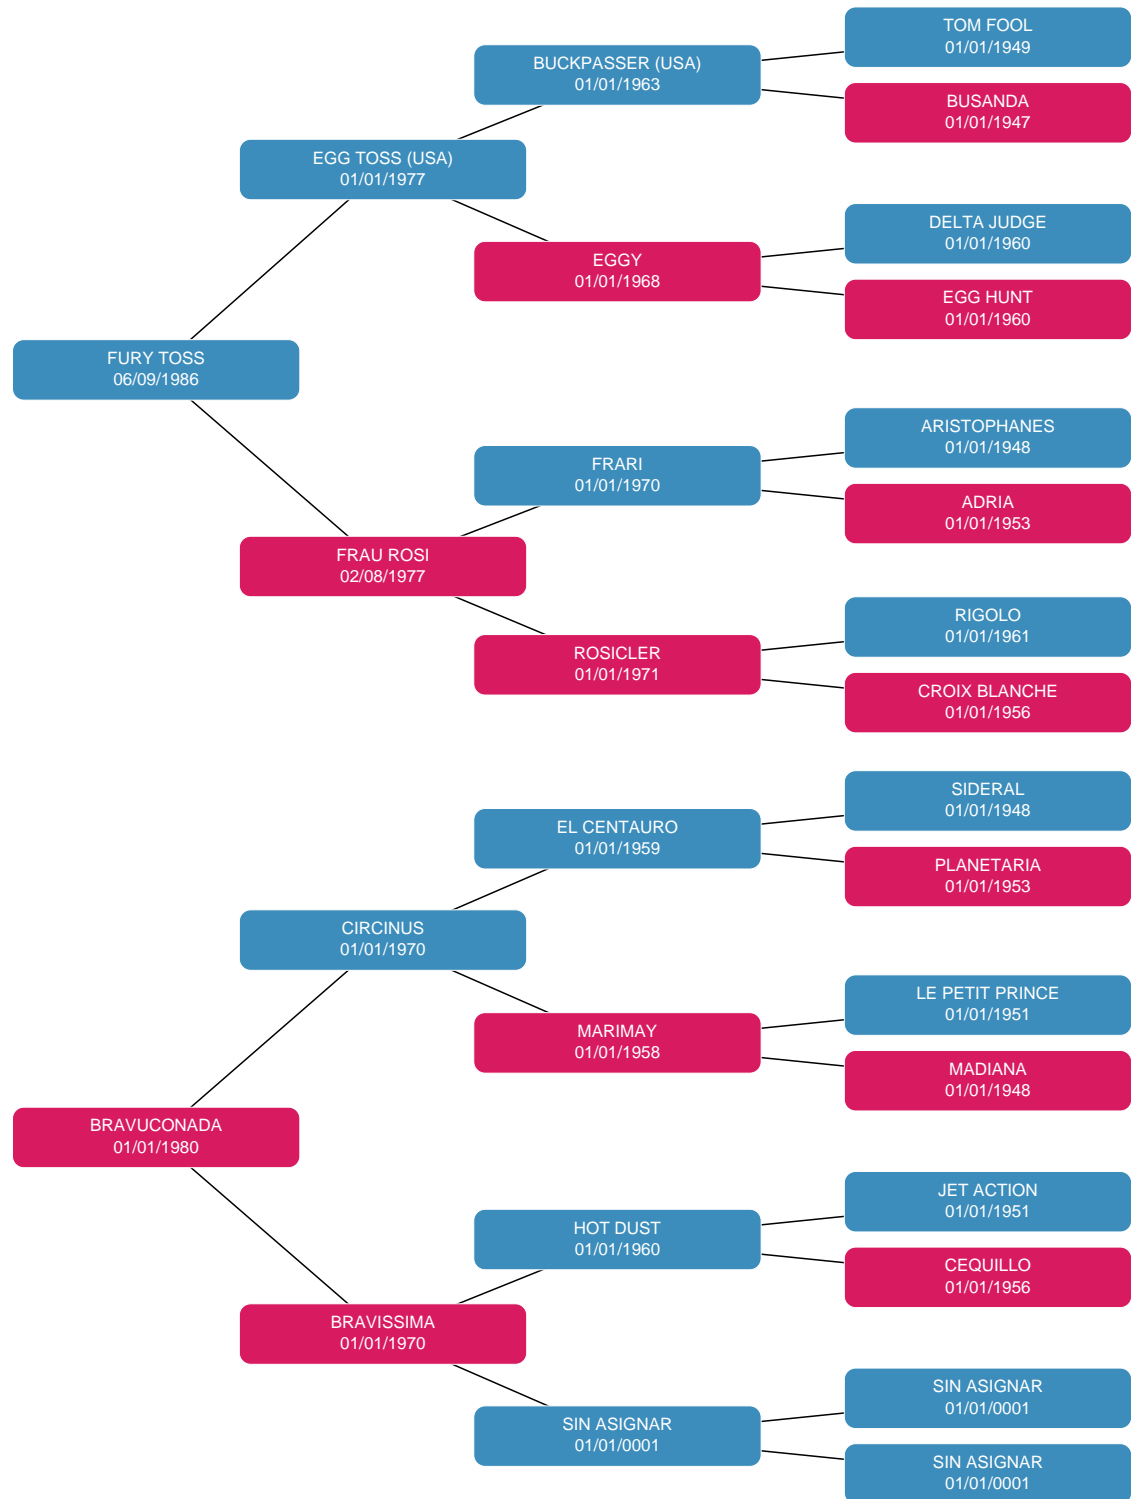 TOM FOOL
01/01/1949
BUCKPASSER (USA)
01/01/1963
BUSANDA
01/01/1947
EGG TOSS (USA)
01/01/1977
DELTA JUDGE
01/01/1960
EGGY
01/01/1968
EGG HUNT
01/01/1960
FURY TOSS
06/09/1986
ARISTOPHANES
01/01/1948
FRARI
01/01/1970
ADRIA
01/01/1953
FRAU ROSI
02/08/1977
RIGOLO
01/01/1961
ROSICLER
01/01/1971
CROIX BLANCHE
01/01/1956
SIDERAL
01/01/1948
EL CENTAURO
01/01/1959
PLANETARIA
01/01/1953
CIRCINUS
01/01/1970
LE PETIT PRINCE
01/01/1951
MARIMAY
01/01/1958
MADIANA
01/01/1948
BRAVUCONADA
01/01/1980
JET ACTION
01/01/1951
HOT DUST
01/01/1960
CEQUILLO
01/01/1956
BRAVISSIMA
01/01/1970
SIN ASIGNAR
01/01/0001
SIN ASIGNAR
01/01/0001
SIN ASIGNAR
01/01/0001